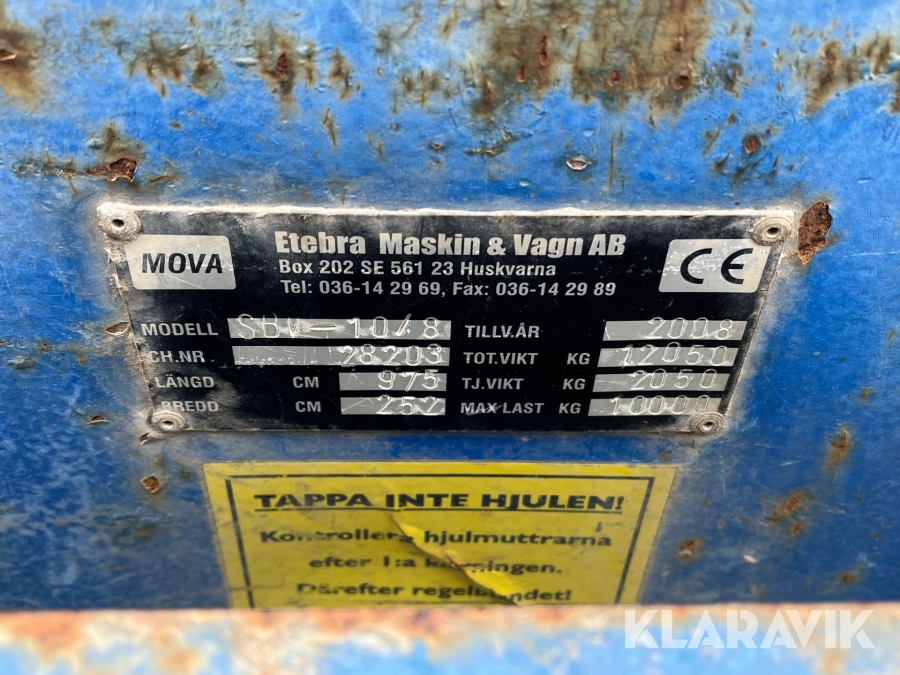 MOVA
Etebra Maskin & Vagn AB
Box 202 SE 561 23 Huskvarna
Tel: 036-14 29 69, Fax: 036-14 29 89
CE
MODELL SBV-10/8 TILLV.ÅR 2008
CH.NR 28203 TOT.VIKT KG 12050
LÄNGD CM 975 TJ.VIKT KG 2050
BREDD CM 252 MAX LAST KG 10000
TAPPA INTE HJULEN!
Kontrollera hjulmuttrarna
efter 1:a körningen.
Därefter regelbundet!
KLARAVIK